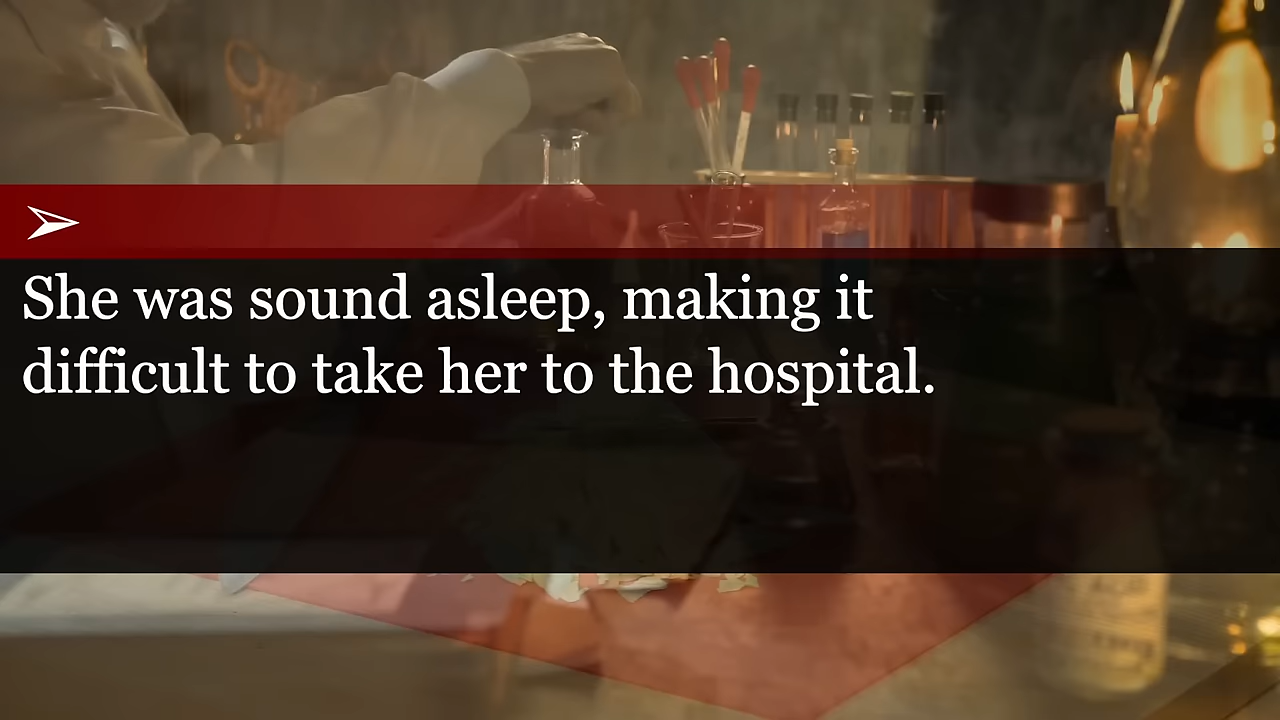 She was sound asleep, making it
difficult to take her to the hospital.